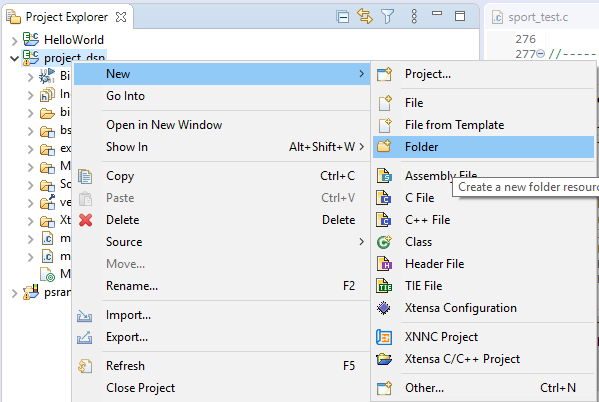 Project Explorer
sport_test.c
HelloWorld
276
project_dsp
277
//-----
Bi
In
bi
bs
ex
M
Sc
ve
Xt
m
m
M
psran
New
Go Into
Open in New Window
Show In Alt+Shift+W
Copy Ctrl+C
Paste Ctrl+V
Delete Delete
Source
Move...
Rename... F2
Import...
Export...
Refresh F5
Close Project
Project...
File
File from Template
Folder
Assembly File
Create a new folder resour
C File
C++ File
Class
Header File
TIE File
Xtensa Configuration
XNNC Project
Xtensa C/C++ Project
Other... Ctrl+N